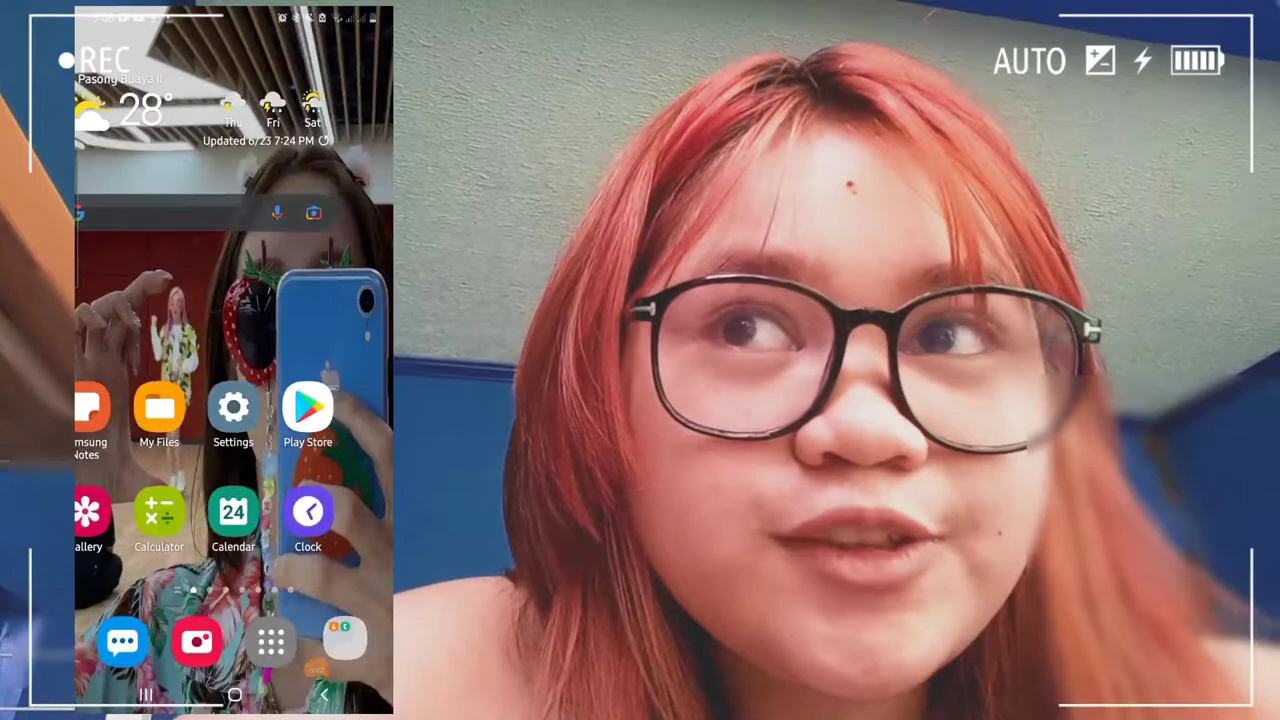 REC
AUTO
Pasong Buaya II
28°
Thu Fri Sat
Updated 6/23 7:24 PM
msung Notes
My Files
Settings
Play Store
allery
Calculator
24
Calendar
Clock